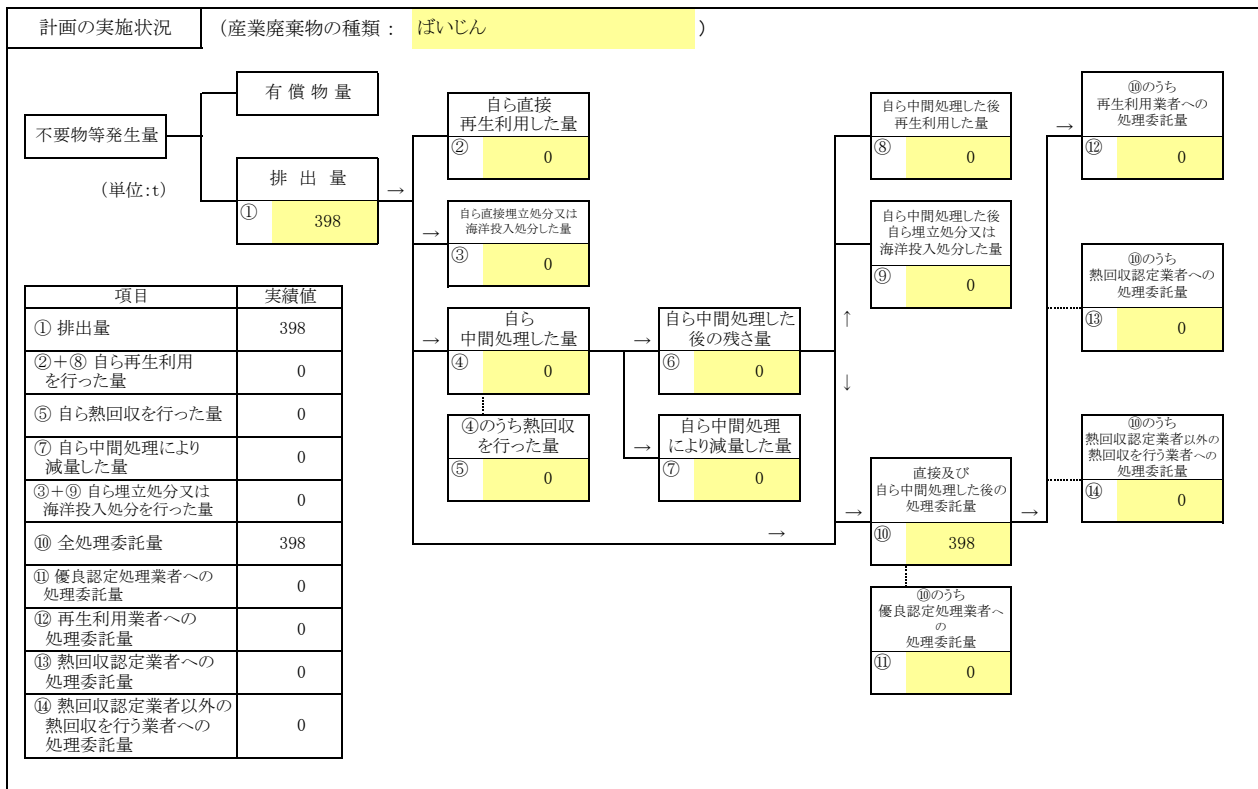 計画の実施状況
(産業廃棄物の種類： ばいじん )
不要物等発生量
(単位:t)
有償物量
排出量
→
①
398
自ら直接
再生利用した量
②
0
→
自ら直接埋立処分又は
海洋投入処分した量
③
0
→
自ら
中間処理した量
④
0
④のうち熱回収
を行った量
⑤
0
→
自ら中間処理した
後の残さ量
⑥
0
→
自ら中間処理
により減量した量
⑦
0
→
自ら中間処理した後
再生利用した量
⑧
0
自ら中間処理した後
自ら埋立処分又は
海洋投入処分した量
⑨
0
↑
↓
→
直接及び
自ら中間処理した後の
処理委託量
⑩
398
→
⑩のうち
優良認定処理業者へ
の
処理委託量
⑪
0
→
⑩のうち
再生利用業者への
処理委託量
⑫
0
⑩のうち
熱回収認定業者への
処理委託量
⑬
0
⑩のうち
熱回収認定業者以外の
熱回収を行う業者への
処理委託量
⑭
0
項目 実績値
① 排出量 398
②＋⑧ 自ら再生利用
を行った量
0
⑤ 自ら熱回収を行った量 0
⑦ 自ら中間処理により
減量した量
0
③＋⑨ 自ら埋立処分又は
海洋投入処分を行った量
0
⑩ 全処理委託量 398
⑪ 優良認定処理業者への
処理委託量
0
⑫ 再生利用業者への
処理委託量
0
⑬ 熱回収認定業者への
処理委託量
0
⑭ 熱回収認定業者以外の
熱回収を行う業者への
処理委託量
0